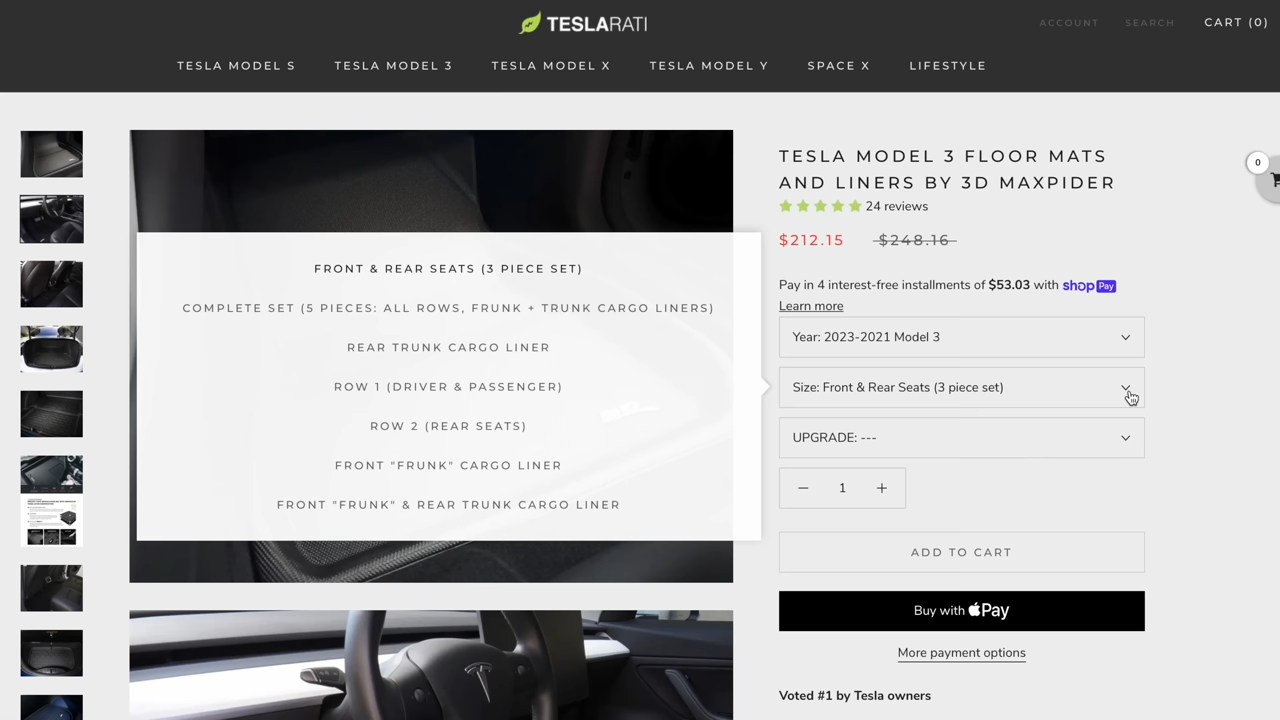 TESLARATI
ACCOUNT
SEARCH
CART (0)
TESLA MODEL S
TESLA MODEL 3
TESLA MODEL X
TESLA MODEL Y
SPACE X
LIFESTYLE
0
TESLA MODEL 3 FLOOR MATS
AND LINERS BY 3D MAXPIDER
24 reviews
$212.15 $248.16
Pay in 4 interest-free installments of $53.03 with shop Pay
Learn more
Year: 2023-2021 Model 3
Size: Front & Rear Seats (3 piece set)
UPGRADE: ---
1
ADD TO CART
Buy with Pay
More payment options
Voted #1 by Tesla owners
FRONT & REAR SEATS (3 PIECE SET)
COMPLETE SET (5 PIECES: ALL ROWS, FRUNK + TRUNK CARGO LINERS)
REAR TRUNK CARGO LINER
ROW 1 (DRIVER & PASSENGER)
ROW 2 (REAR SEATS)
FRONT "FRUNK" CARGO LINER
FRONT "FRUNK" & REAR TRUNK CARGO LINER